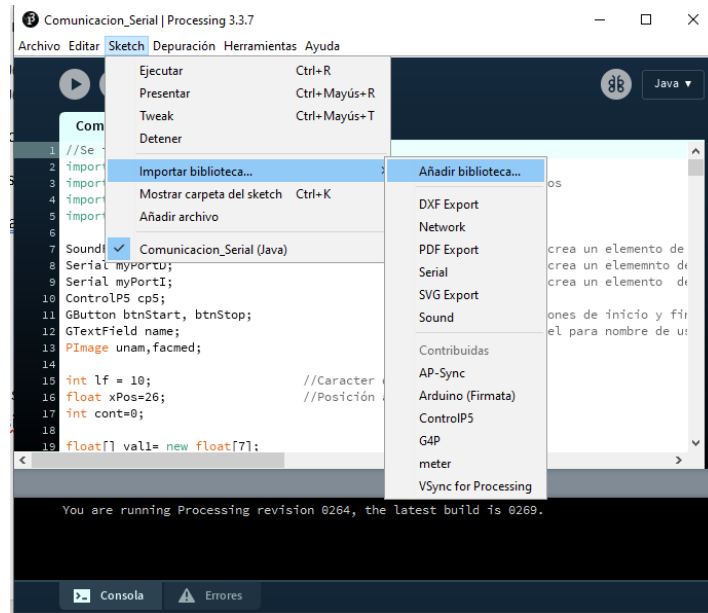 Comunicacion_Serial | Processing 3.3.7
Archivo Editar Sketch Depuración Herramientas Ayuda
Java ▼
Com
Ejecutar Ctrl+R
Presentar Ctrl+Mayús+R
Tweak Ctrl+Mayús+T
Detener
Importar biblioteca...
Mostrar carpeta del sketch Ctrl+K
Añadir archivo
Comunicacion_Serial (Java)
Añadir biblioteca...
DXF Export
Network
PDF Export
Serial
SVG Export
Sound
Contribuidas
AP-Sync
Arduino (Firmata)
ControlP5
G4P
meter
VSync for Processing
1 //Se
2 import os
3 import
4 import
5 import
6
7 Sound crea un elemento de
8 Serial myPortD; crea un elememnto de
9 Serial myPortI; crea un elemento de
10 ControlP5 cp5;
11 GButton btnStart, btnStop; ones de inicio y fin
12 GTextField name; el para nombre de us
13 PImage unam,facmed;
14
15 int lf = 10; //Caracter
16 float xPos=26; //Posición
17 int cont=0;
18
19 float[] val1= new float[7];
You are running Processing revision 0264, the latest build is 0269.
Consola Errores